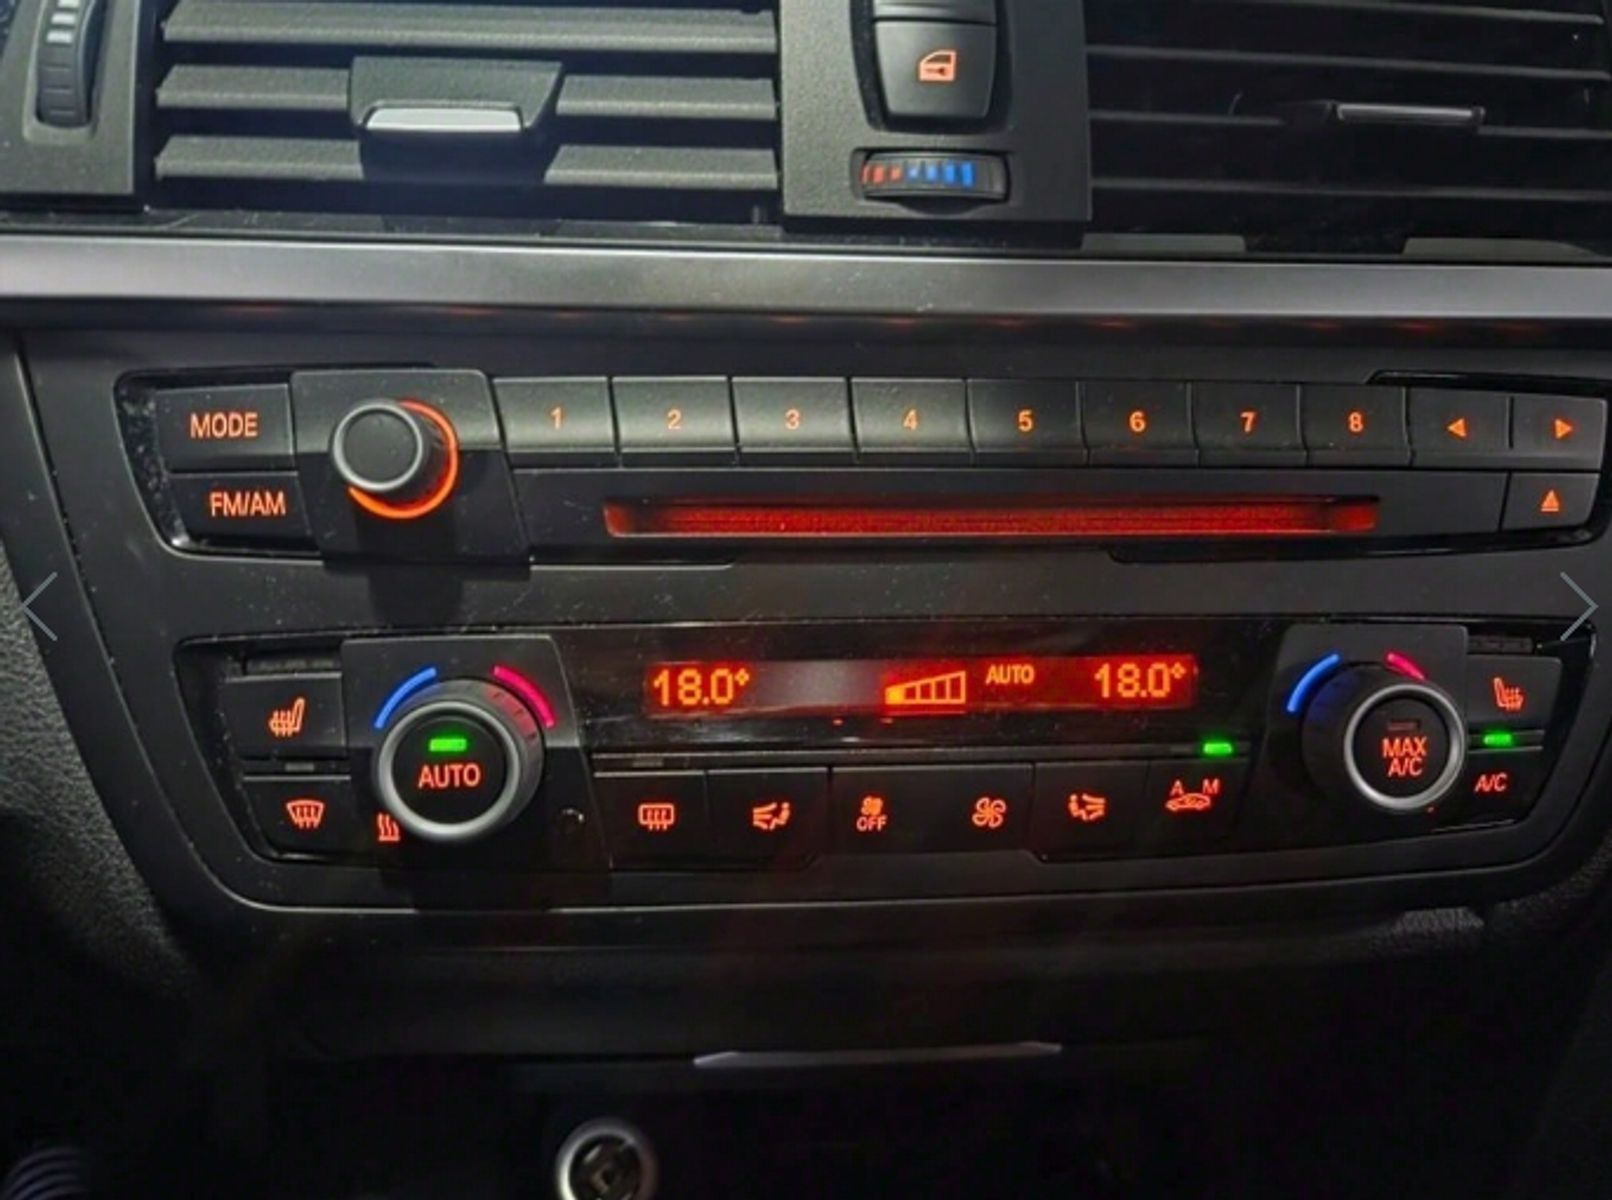 MODE
1 2 3 4 5 6 7 8
FM/AM
18.0° AUTO 18.0°
AUTO
MAX
A/C
A/C
OFF
A M